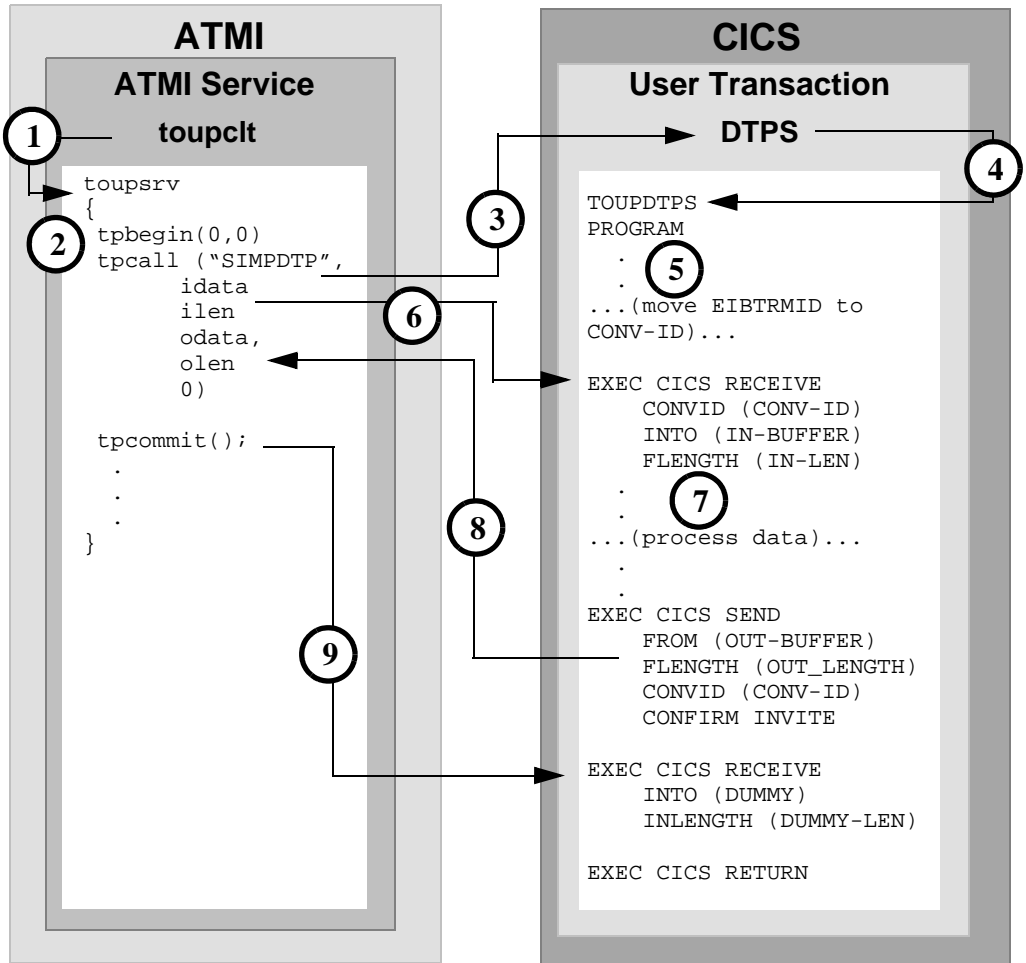 ATMI
ATMI Service
toupclt
1
toupsrv
{
2
tpbegin(0,0)
tpcall (“SIMPDTP”,
idata
ilen
odata,
olen
0)
tpcommit();
.
.
.
}
3
6
8
9
CICS
User Transaction
DTPS
4
TOUPDTPS
PROGRAM
.
5
.
...(move EIBTRMID to
CONV-ID)...
EXEC CICS RECEIVE
CONVID (CONV-ID)
INTO (IN-BUFFER)
FLENGTH (IN-LEN)
.
7
.
...(process data)...
.
.
EXEC CICS SEND
FROM (OUT-BUFFER)
FLENGTH (OUT_LENGTH)
CONVID (CONV-ID)
CONFIRM INVITE
EXEC CICS RECEIVE
INTO (DUMMY)
INLENGTH (DUMMY-LEN)
EXEC CICS RETURN